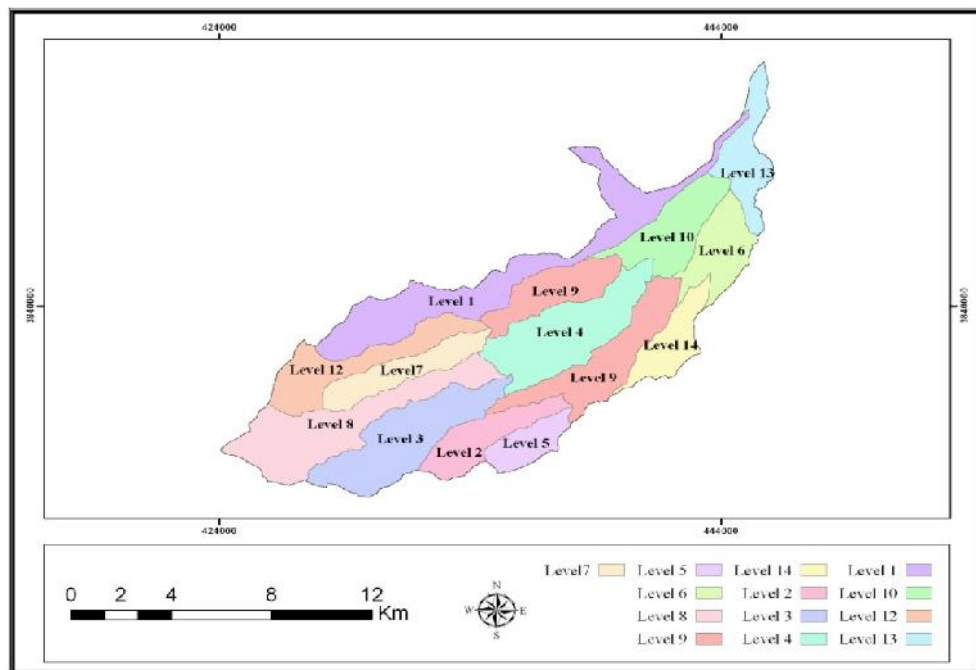 424000 444000
Level 13
Level 10
Level 6
Level 9
Level 1
3840000 3840000
Level 4
Level 14
Level 12
Level7
Level 9
Level 8
Level 3
Level 5
Level 2
424000 444000
Level7 Level 5 Level 14 Level 1
0 2 4 8 12
Km
N
W E
S
Level 6 Level 2 Level 10
Level 8 Level 3 Level 12
Level 9 Level 4 Level 13